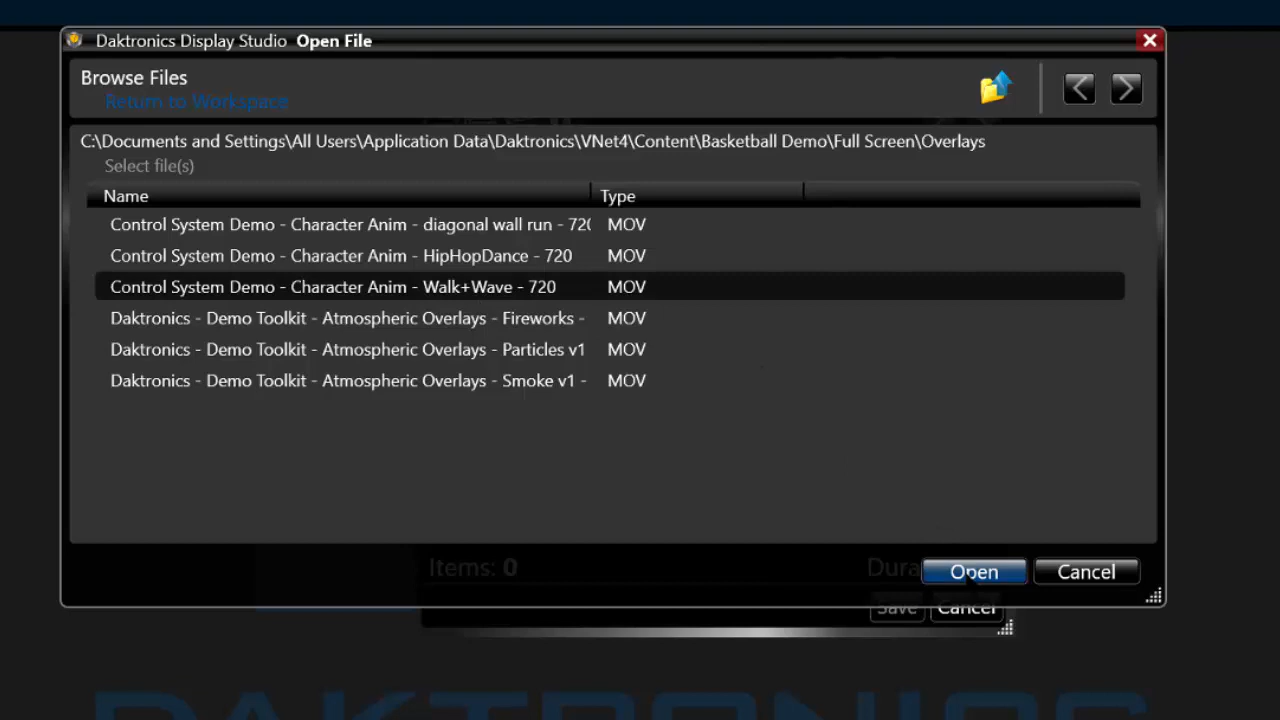 Daktronics Display Studio Open File
Browse Files
Return to Workspace
C:\Documents and Settings\All Users\Application Data\Daktronics\VNet4\Content\Basketball Demo\Full Screen\Overlays
Select file(s)
Name Type
Control System Demo - Character Anim - diagonal wall run - 720 MOV
Control System Demo - Character Anim - HipHopDance - 720 MOV
Control System Demo - Character Anim - Walk+Wave - 720 MOV
Daktronics - Demo Toolkit - Atmospheric Overlays - Fireworks - MOV
Daktronics - Demo Toolkit - Atmospheric Overlays - Particles v1 MOV
Daktronics - Demo Toolkit - Atmospheric Overlays - Smoke v1 - MOV
Items: 0 Dura
Open Cancel
Save Cancel
DAKTRONICS